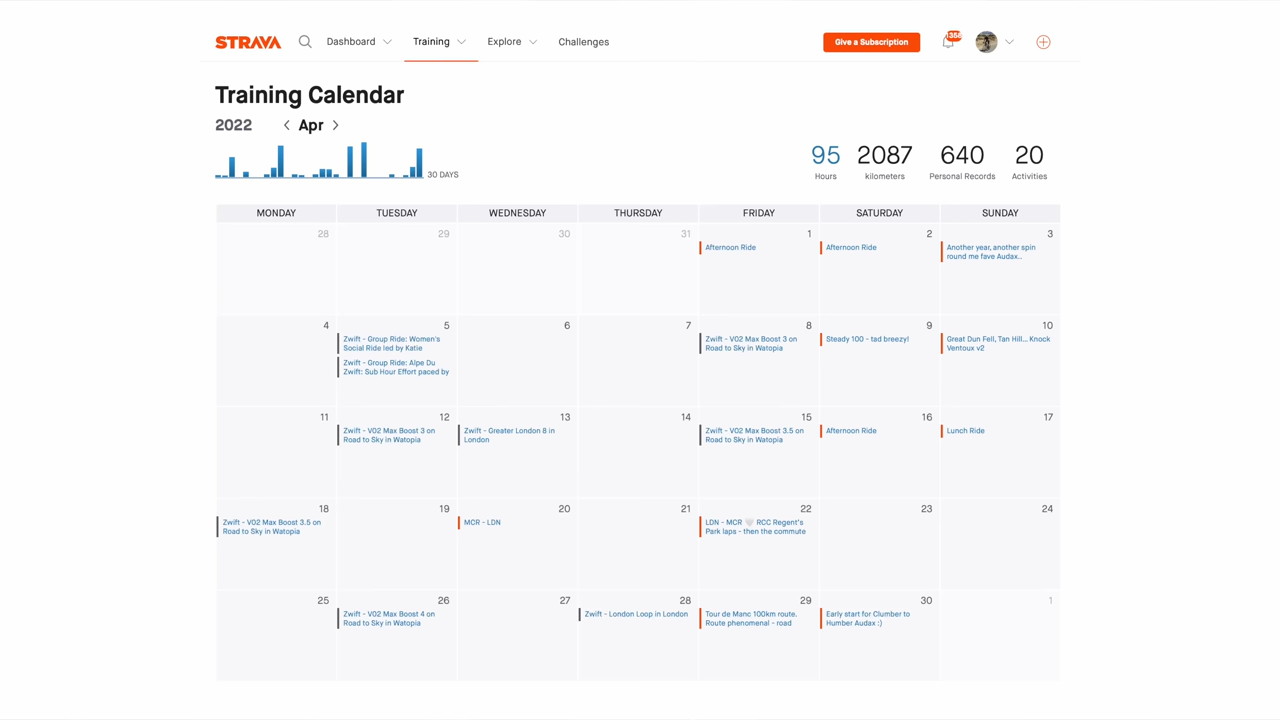 STRAVA Dashboard Training Explore Challenges Give a Subscription 1358
Training Calendar
2022 Apr
30 DAYS
95 2087 640 20
Hours kilometers Personal Records Activities
MONDAY TUESDAY WEDNESDAY THURSDAY FRIDAY SATURDAY SUNDAY
28 29 30 31 1 2 3
Afternoon Ride
Afternoon Ride
Another year, another spin
round me fave Audax..
4 5 6 7 8 9 10
Zwift - Group Ride: Women's
Social Ride led by Katie
Zwift - Group Ride: Alpe Du
Zwift: Sub Hour Effort paced by
Zwift - V02 Max Boost 3 on
Road to Sky in Watopia
Steady 100 - tad breezy!
Great Dun Fell, Tan Hill... Knock
Ventoux v2
11 12 13 14 15 16 17
Zwift - V02 Max Boost 3 on
Road to Sky in Watopia
Zwift - Greater London 8 in
London
Zwift - V02 Max Boost 3.5 on
Road to Sky in Watopia
Afternoon Ride
Lunch Ride
18 19 20 21 22 23 24
Zwift - V02 Max Boost 3.5 on
Road to Sky in Watopia
MCR - LDN
LDN - MCR 🤍 RCC Regent's
Park laps - then the commute
25 26 27 28 29 30 1
Zwift - V02 Max Boost 4 on
Road to Sky in Watopia
Zwift - London Loop in London
Tour de Manc 100km route.
Route phenomenal - road
Early start for Clumber to
Humber Audax :)